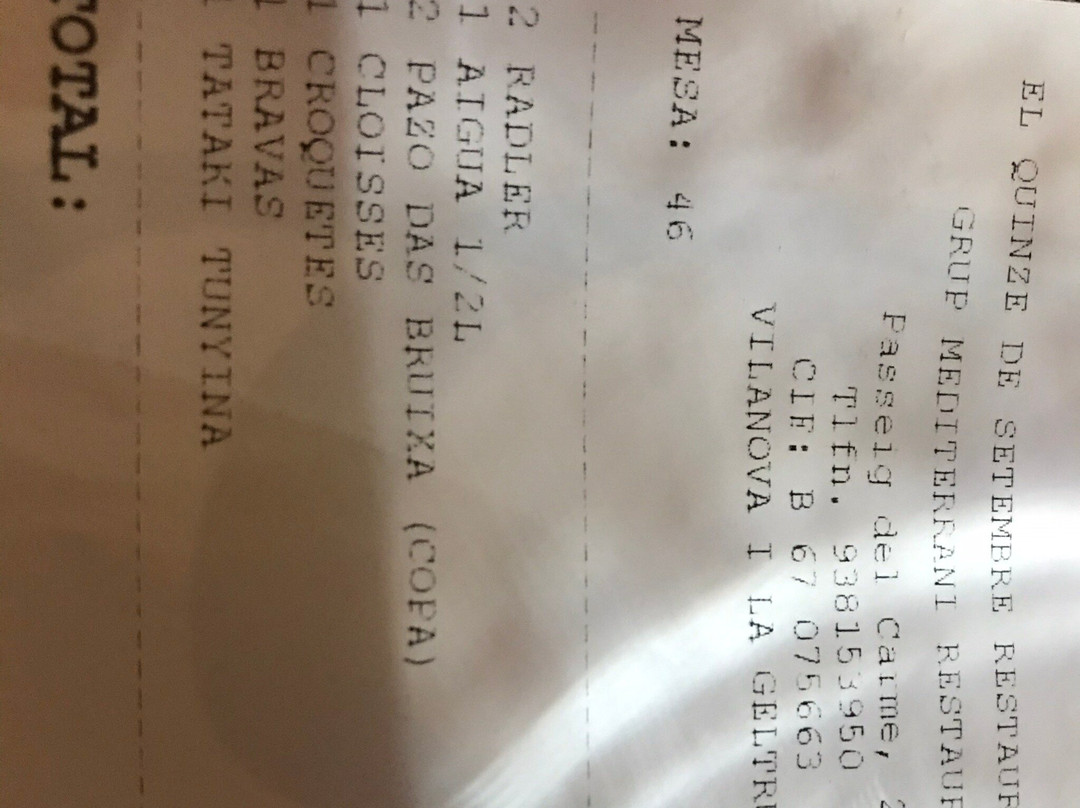 EL QUINZE DE SETEMBRE RESTAUR
GRUP MEDITERRANI RESTAUR
Passeig del Carme, 2
Tlfn. 938153950
CIF: B 67 075663
VILANOVA I LA GELTR
MESA: 46
2 RADLER
1 AIGUA 1/2L
2 PAZO DAS BRUIXA (COPA)
1 CLOISSES
1 CROQUETES
1 BRAVAS
1 TATAKI TUNYINA
TOTAL: